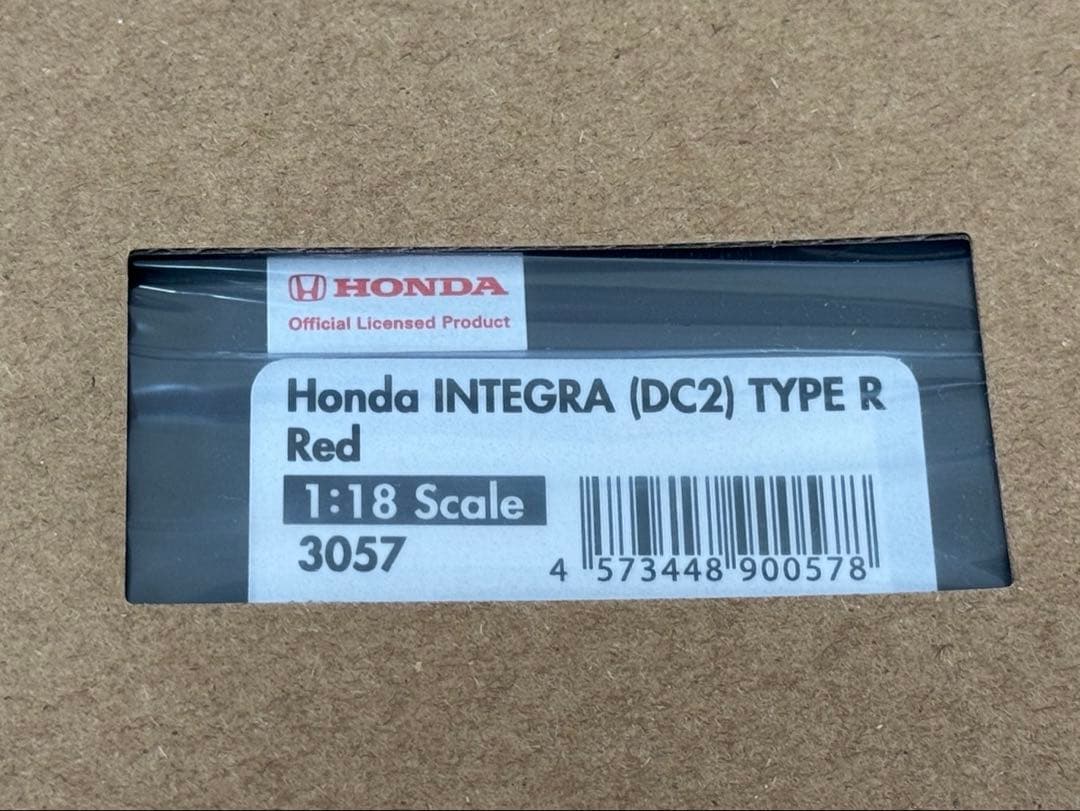 HONDA
Official Licensed Product
Honda INTEGRA (DC2) TYPE R
Red
1:18 Scale
3057
4 573448 900578